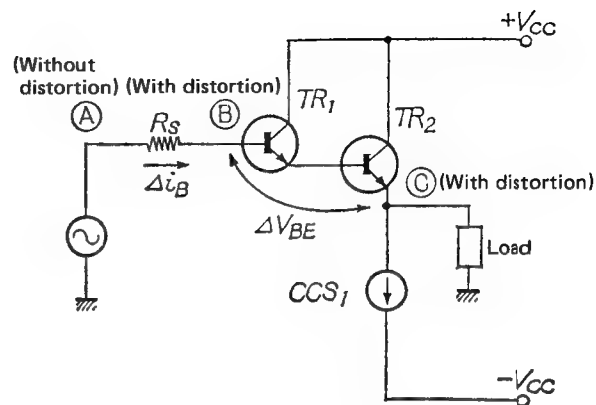 +VCC
(Without distortion) (With distortion)
A
B
RS
TR1
TR2
C (With distortion)
ΔiB
ΔVBE
Load
CCS1
−VCC